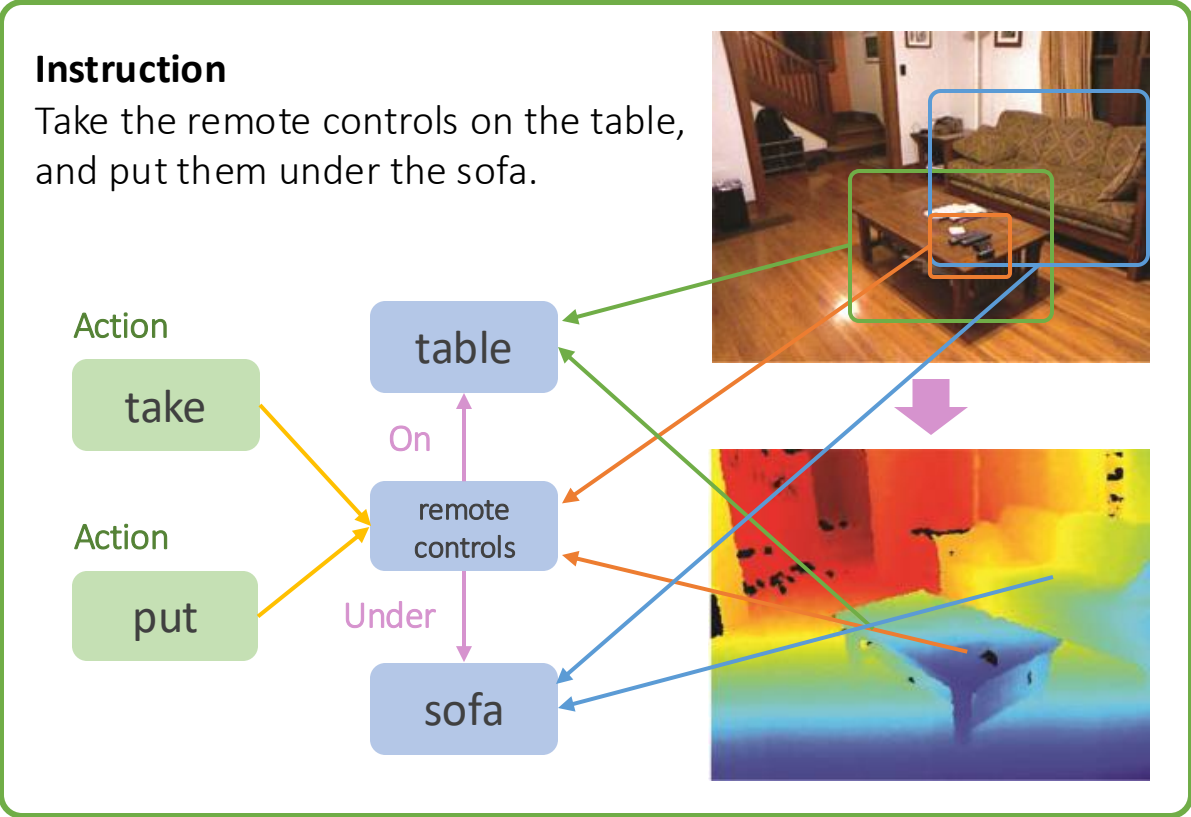 Instruction
Take the remote controls on the table,
and put them under the sofa.
Action
take
table
On
remote
controls
Action
put
Under
sofa